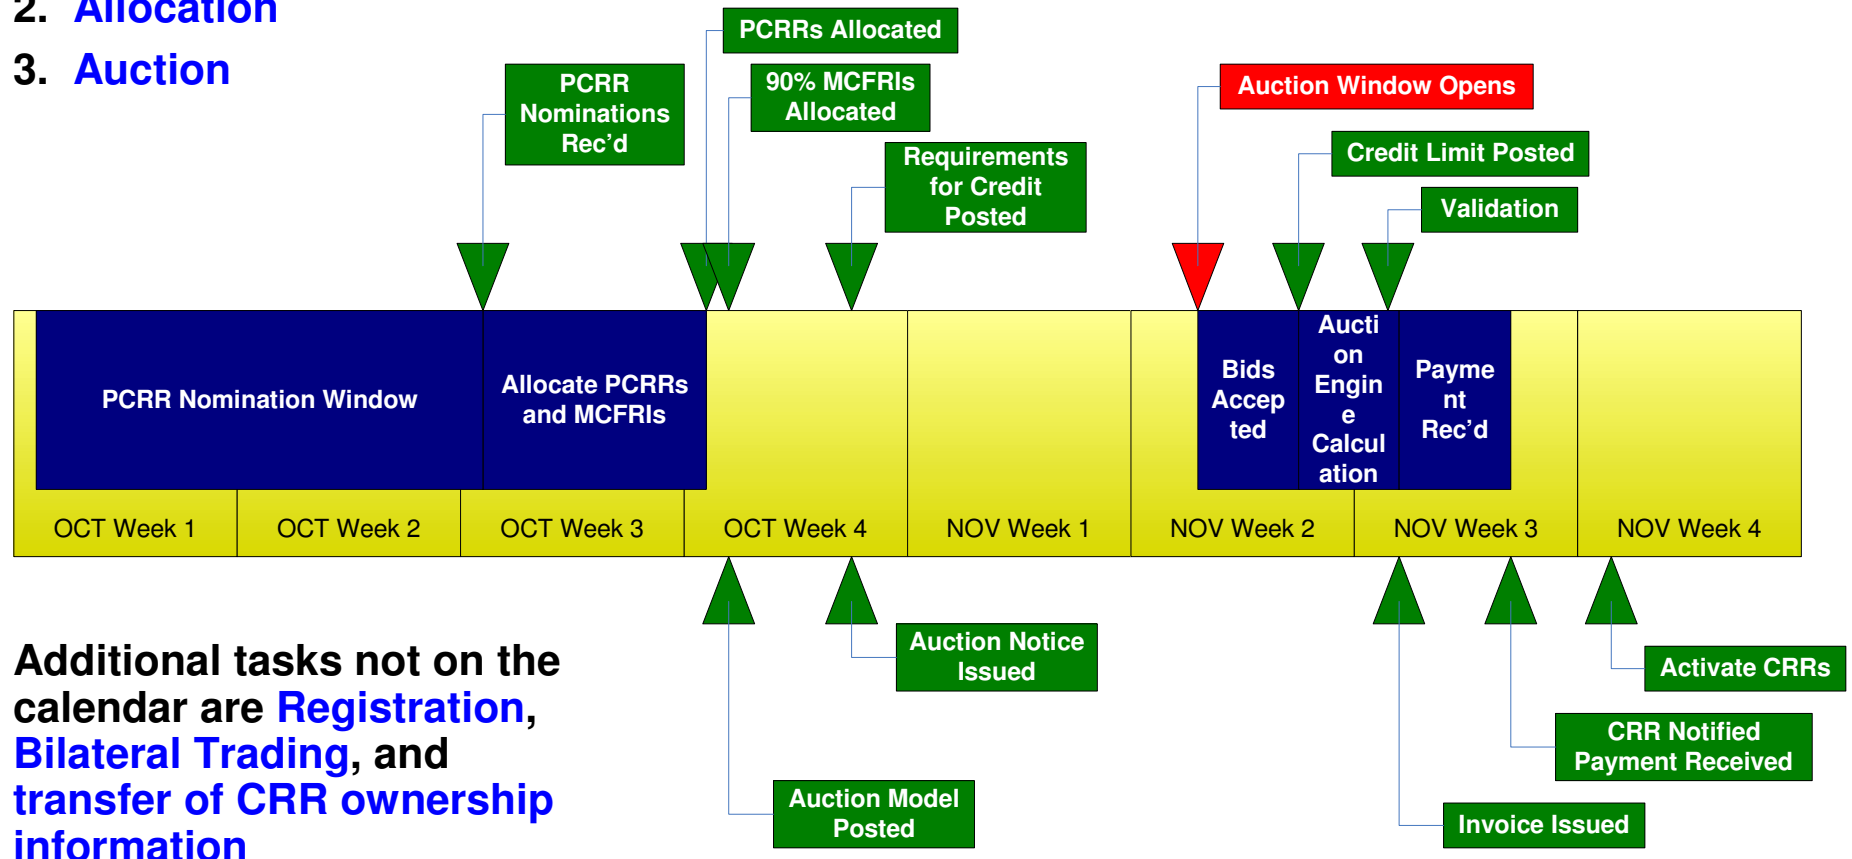 2. Allocation
3. Auction
PCRRs Allocated
PCRR
Nominations
Rec’d
90% MCFRIs
Allocated
Requirements
for Credit
Posted
Auction Window Opens
Credit Limit Posted
Validation
PCRR Nomination Window
Allocate PCRRs
and MCFRIs
Bids
Accep
ted
Aucti
on
Engin
e
Calcul
ation
Payme
nt
Rec’d
OCT Week 1
OCT Week 2
OCT Week 3
OCT Week 4
NOV Week 1
NOV Week 2
NOV Week 3
NOV Week 4
Additional tasks not on the
calendar are Registration,
Bilateral Trading, and
transfer of CRR ownership
information
Auction Notice
Issued
Auction Model
Posted
Activate CRRs
CRR Notified
Payment Received
Invoice Issued